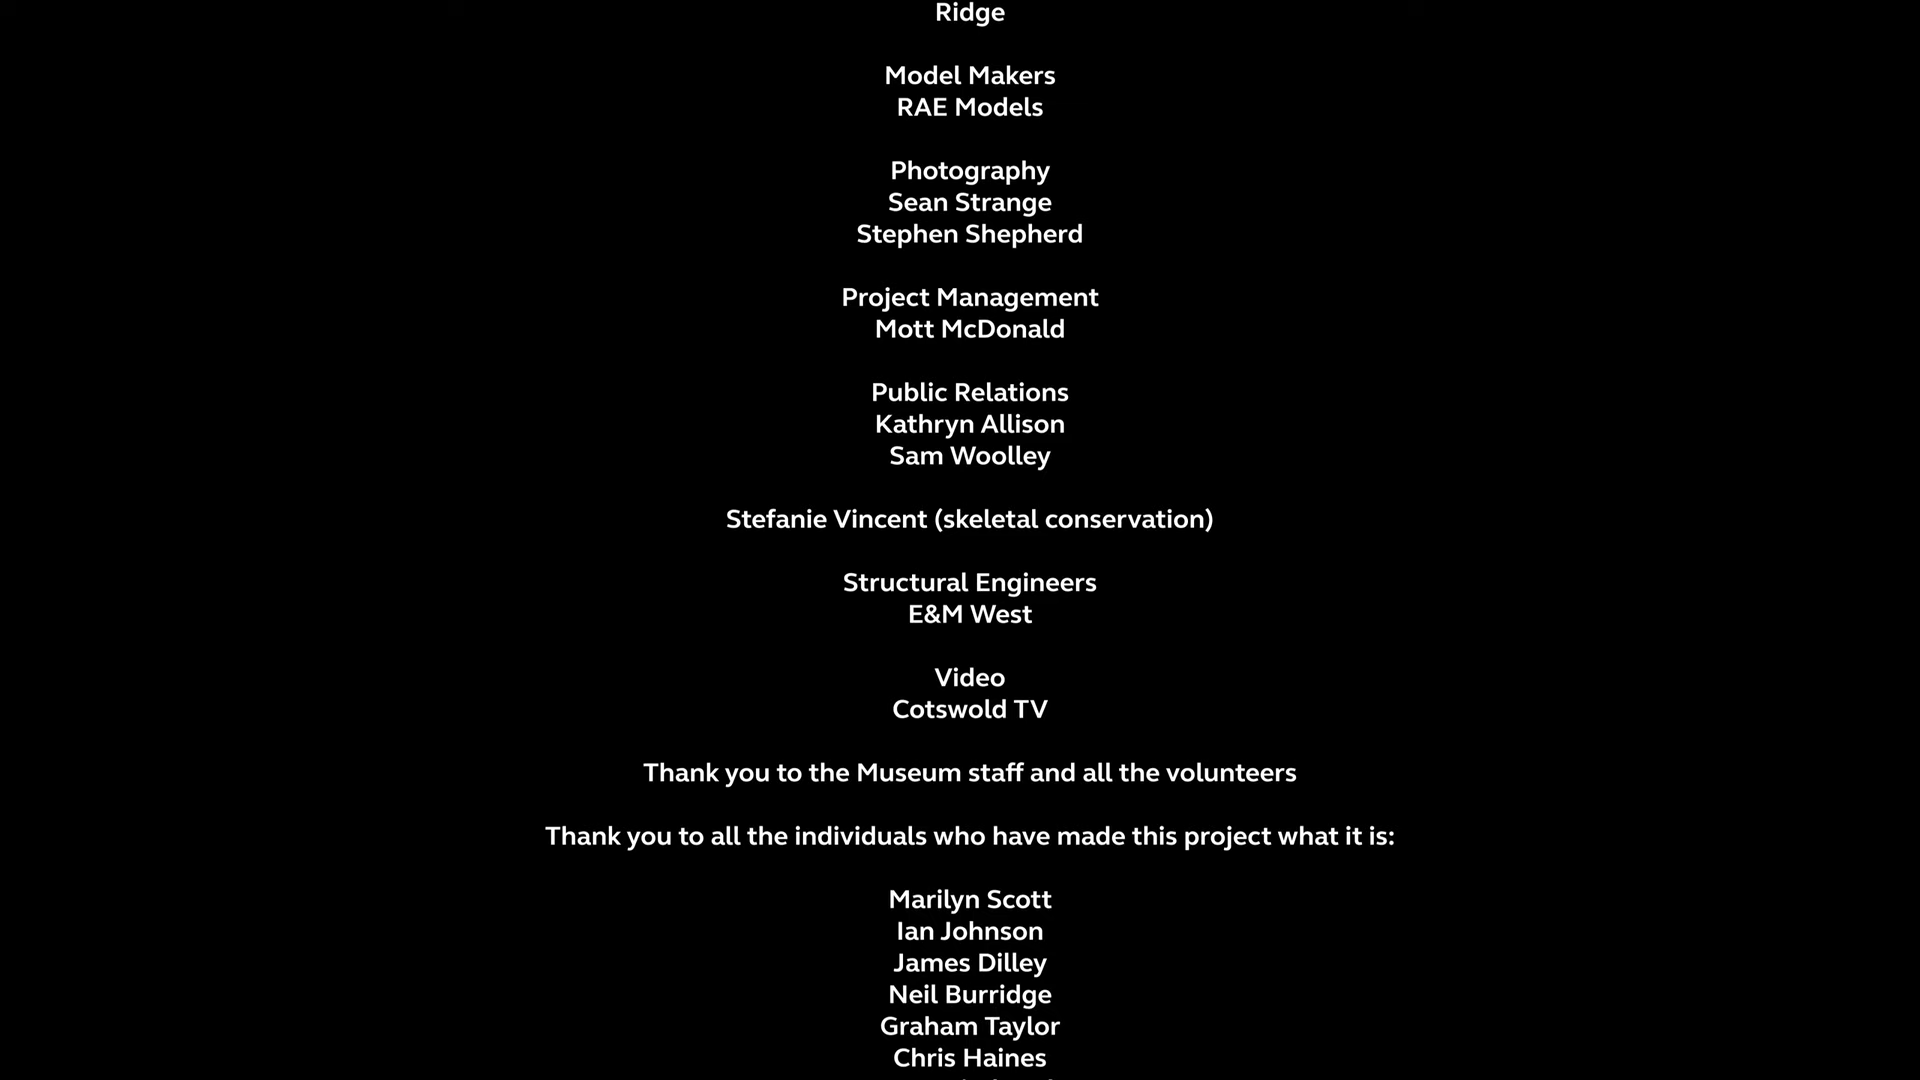 Ridge
Model Makers
RAE Models
Photography
Sean Strange
Stephen Shepherd
Project Management
Mott McDonald
Public Relations
Kathryn Allison
Sam Woolley
Stefanie Vincent (skeletal conservation)
Structural Engineers
E&M West
Video
Cotswold TV
Thank you to the Museum staff and all the volunteers
Thank you to all the individuals who have made this project what it is:
Marilyn Scott
Ian Johnson
James Dilley
Neil Burridge
Graham Taylor
Chris Haines